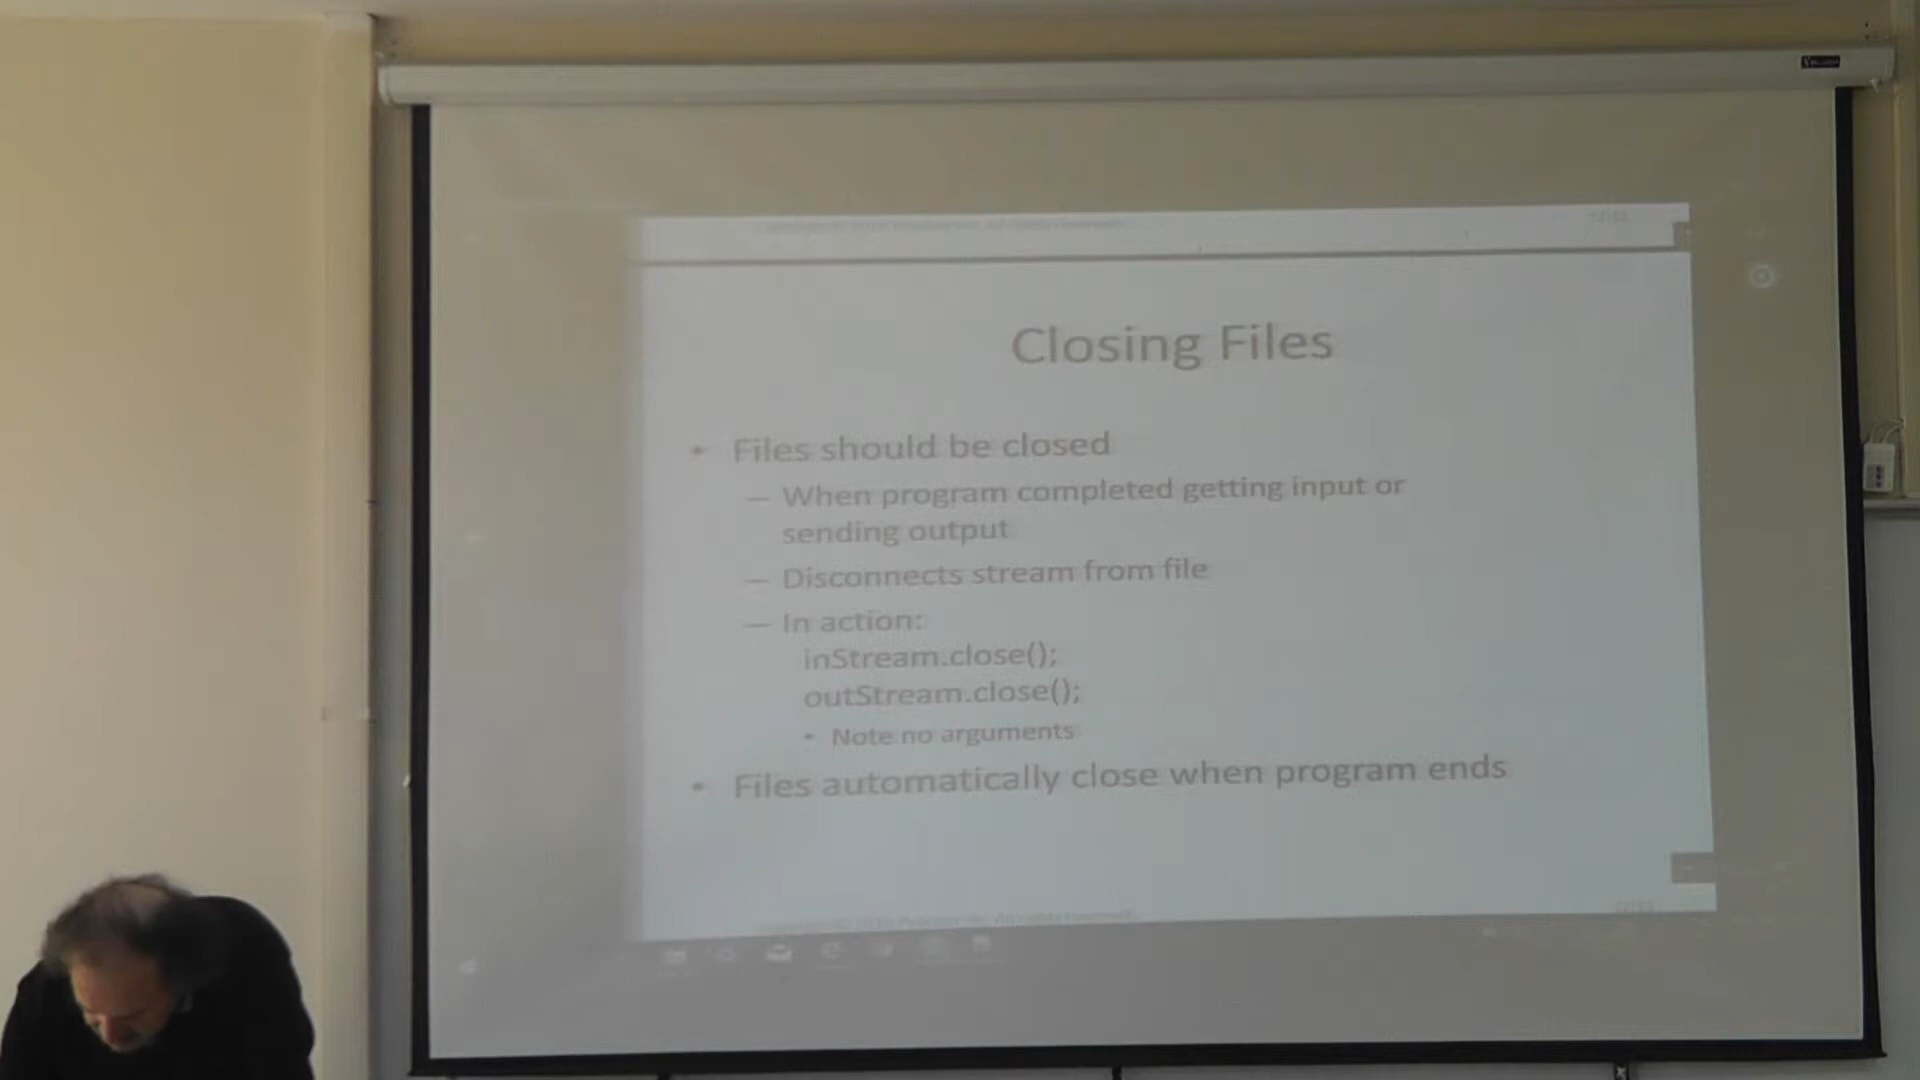 Closing Files
• Files should be closed
– When program completed getting input or
sending output
– Disconnects stream from file
– In action:
inStream.close();
outStream.close();
• Note no arguments
• Files automatically close when program ends